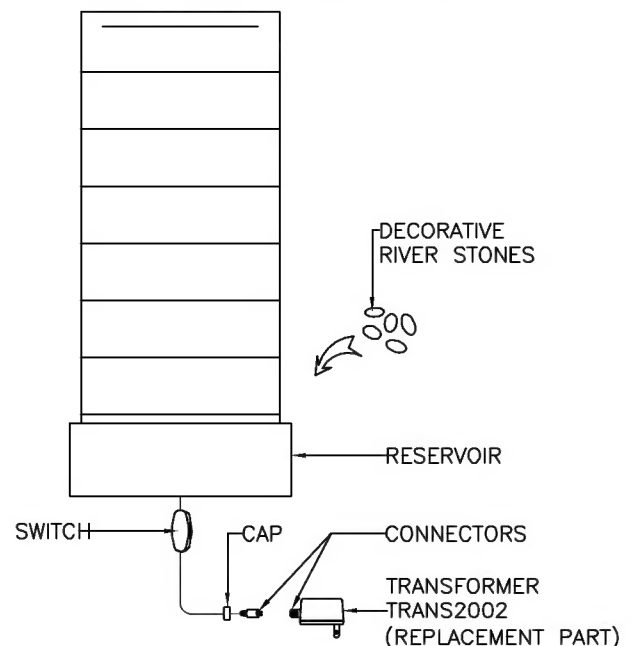 DECORATIVE
RIVER STONES
RESERVOIR
SWITCH
CAP
CONNECTORS
TRANSFORMER
TRANS2002
(REPLACEMENT PART)